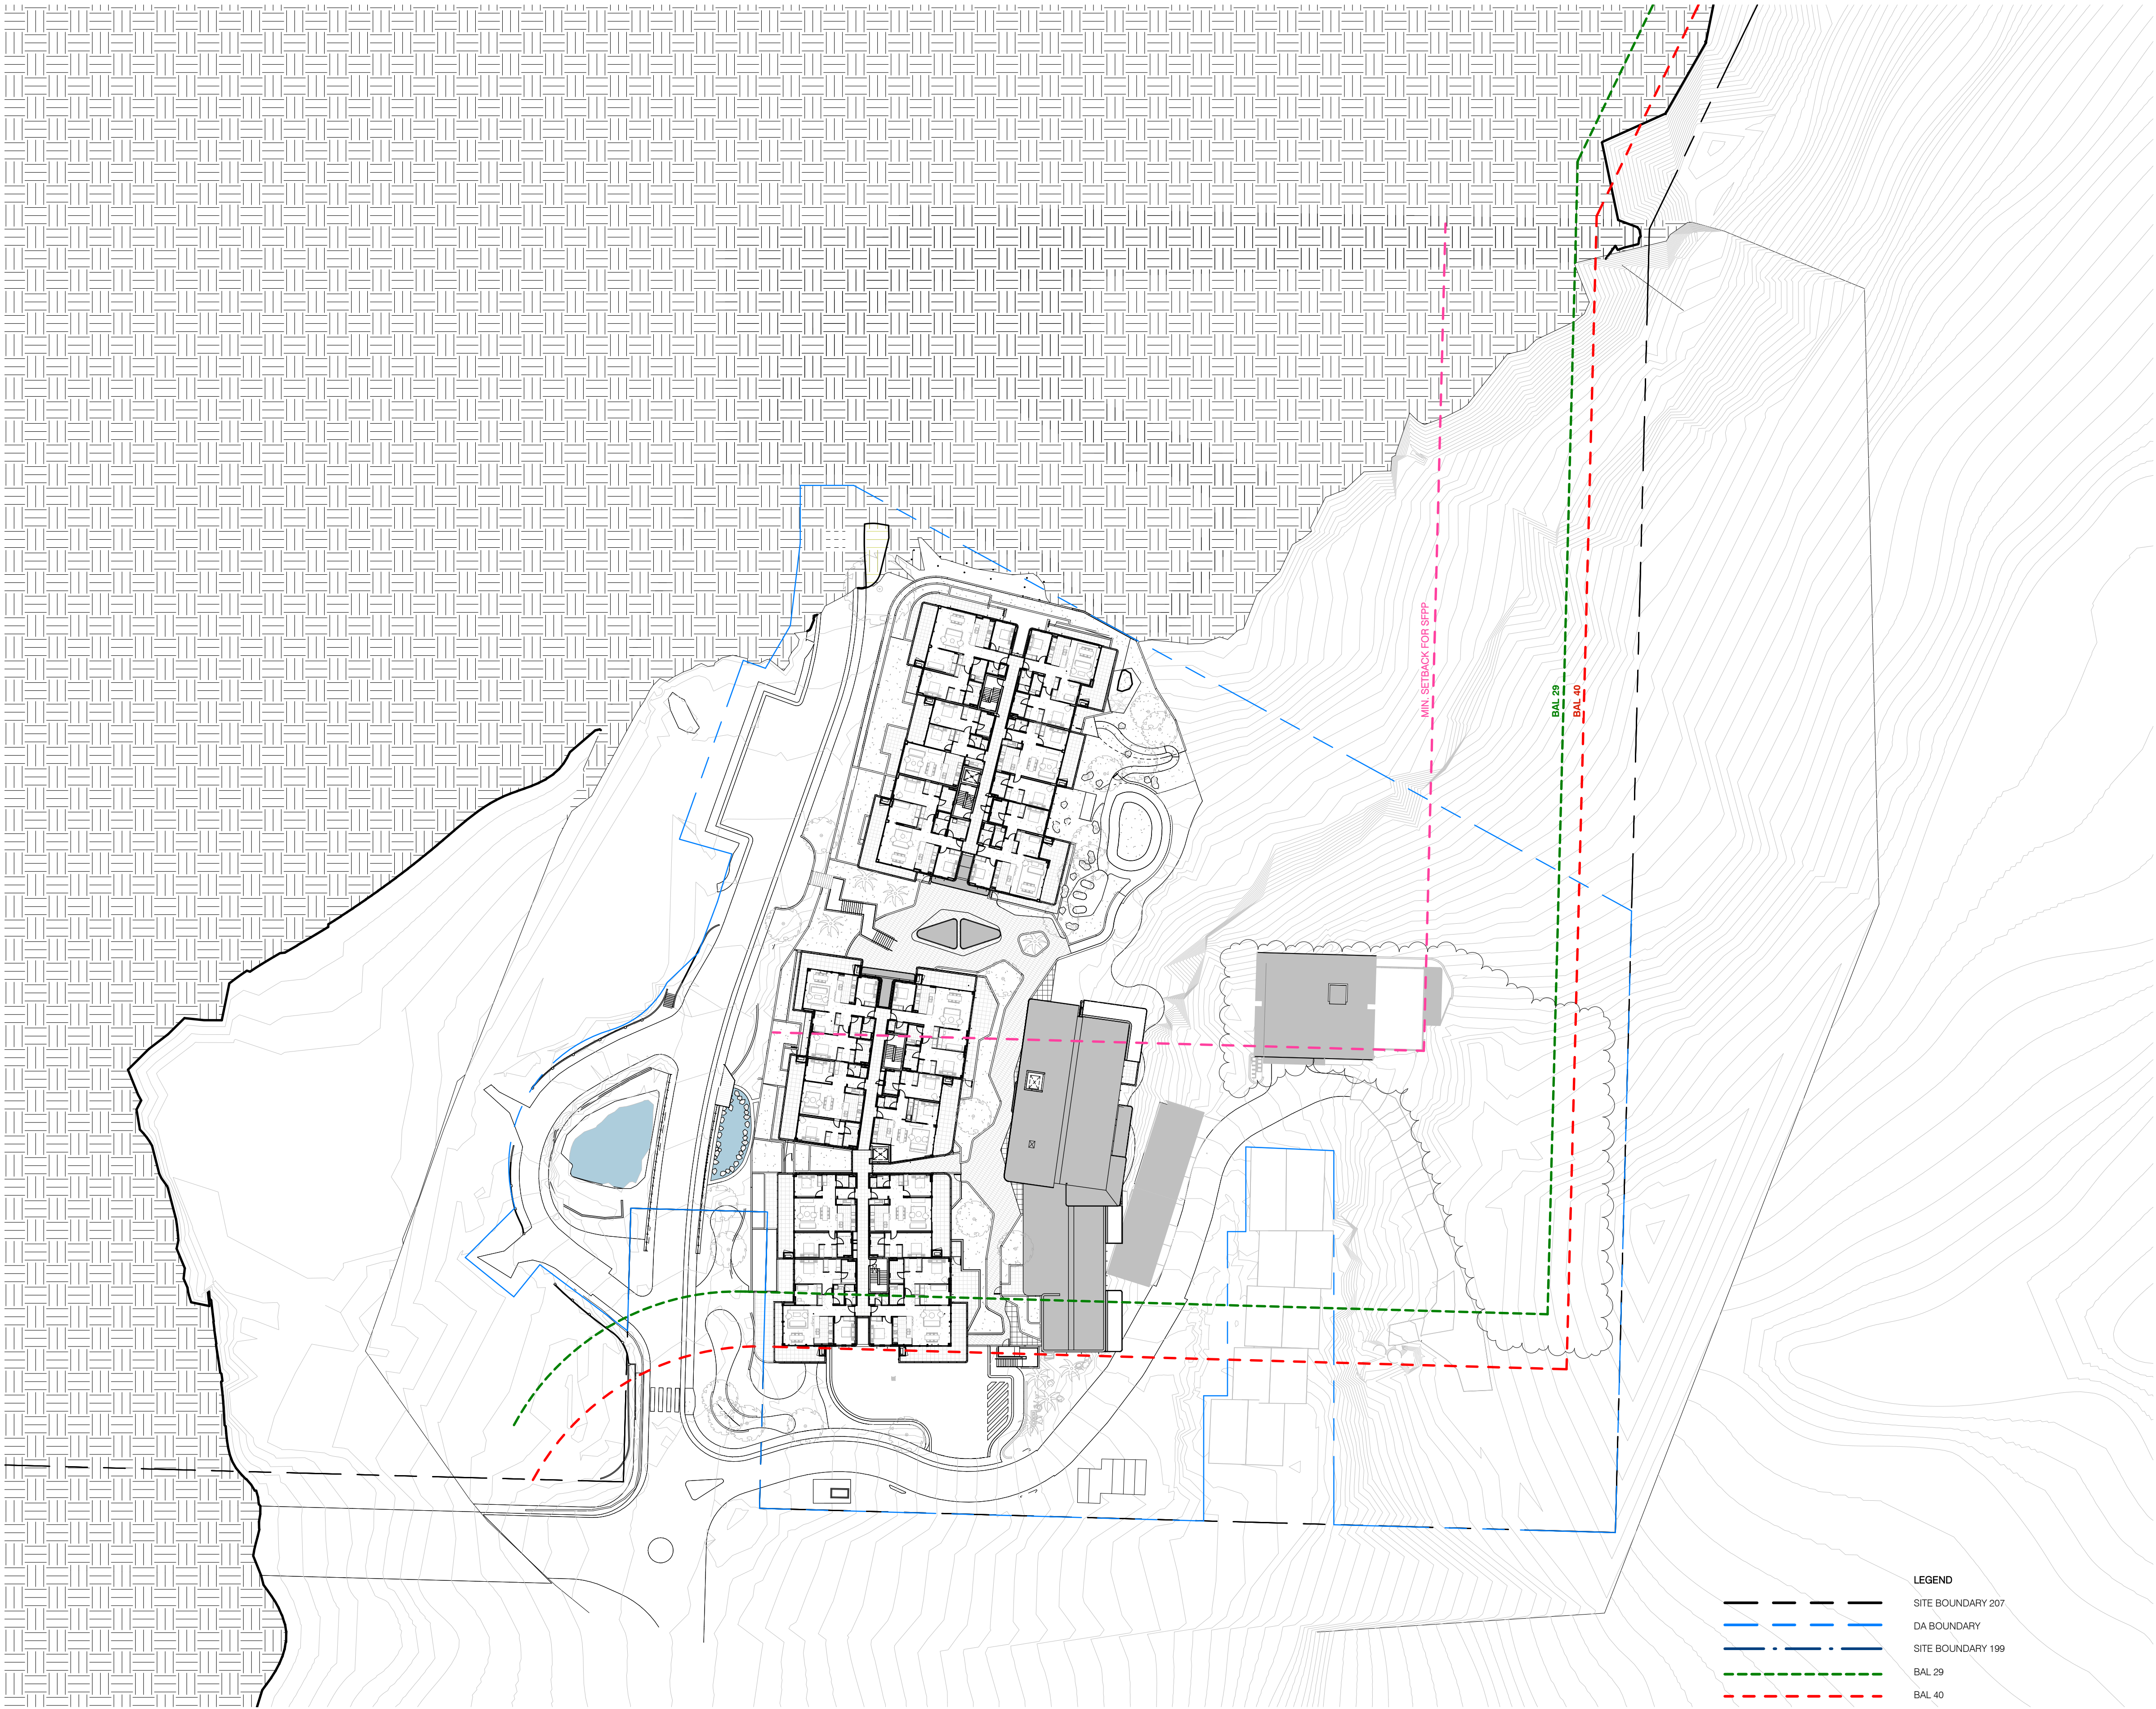 MIN. SETBACK FOR SFPP
BAL 29
BAL 40
LEGEND
SITE BOUNDARY 207
DA BOUNDARY
SITE BOUNDARY 199
BAL 29
BAL 40